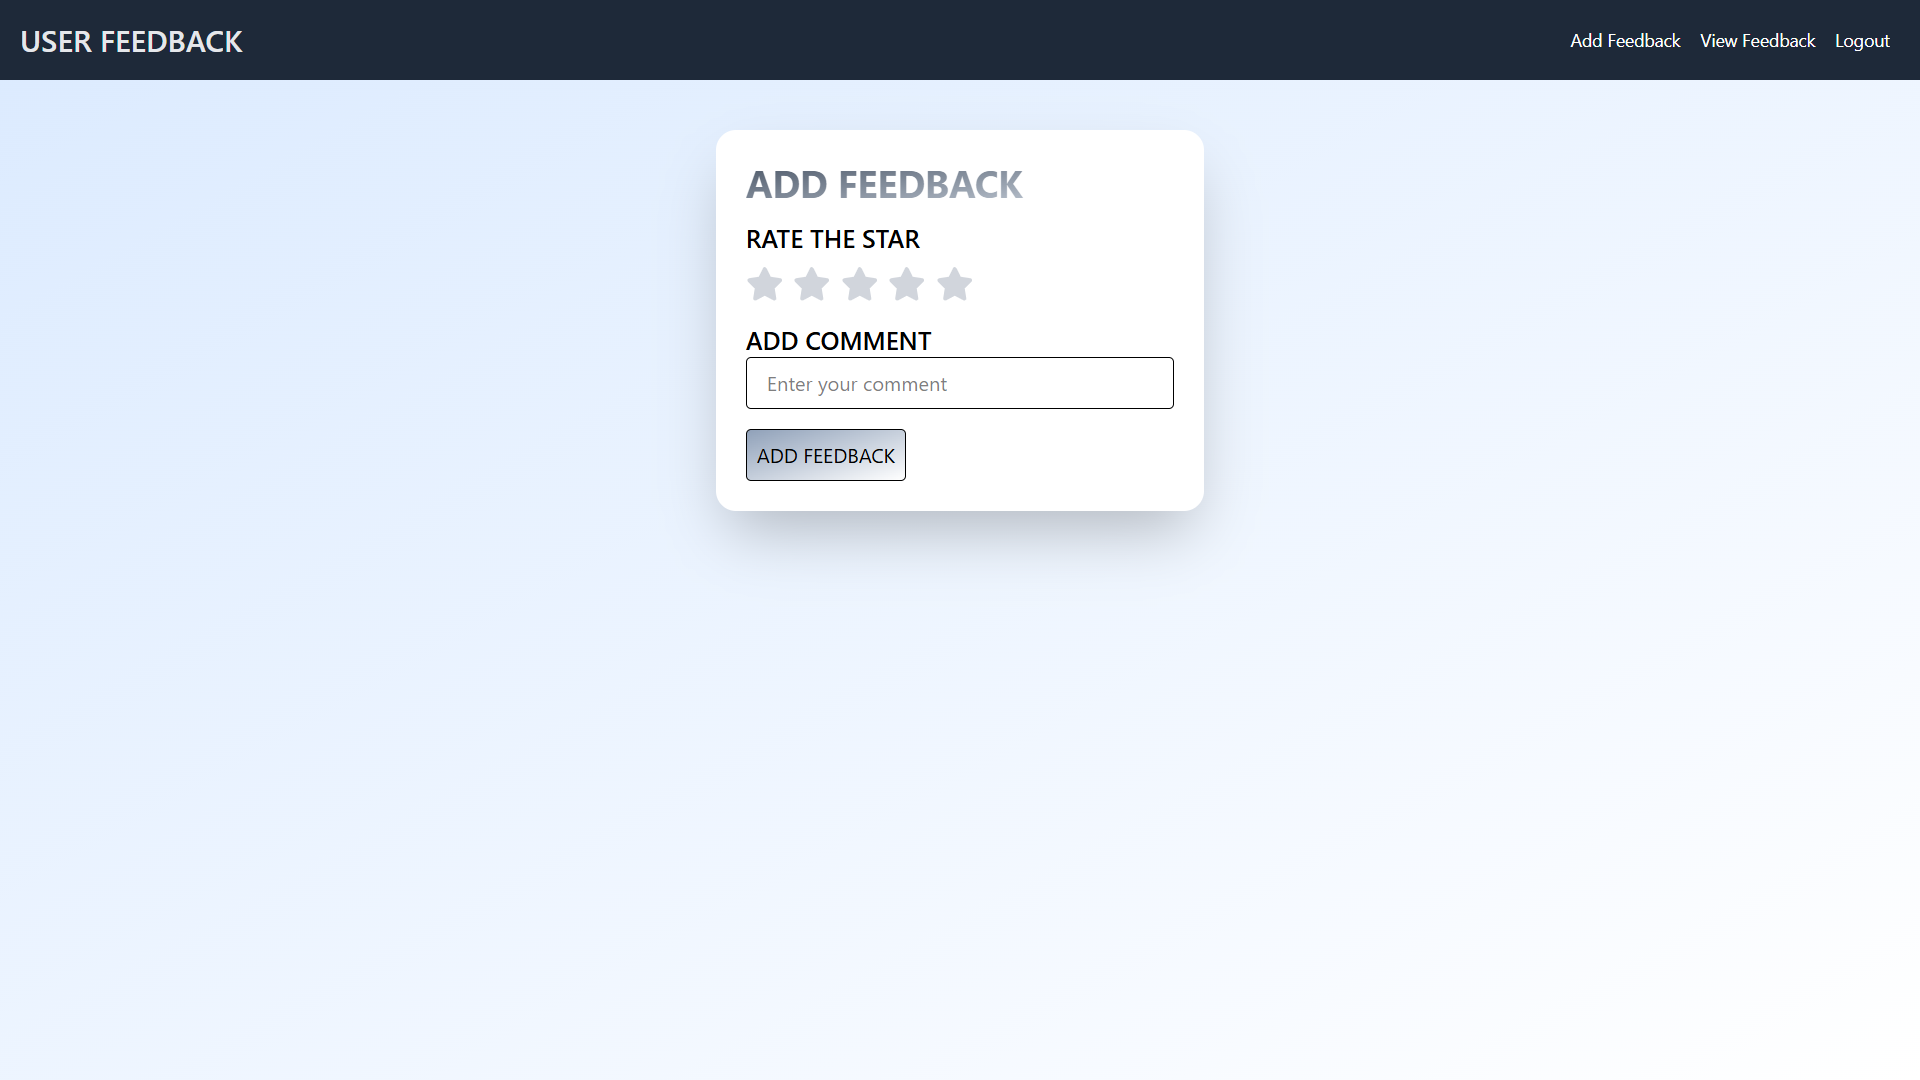 USER FEEDBACK
Add Feedback View Feedback Logout
ADD FEEDBACK
RATE THE STAR
ADD COMMENT
Enter your comment
ADD FEEDBACK